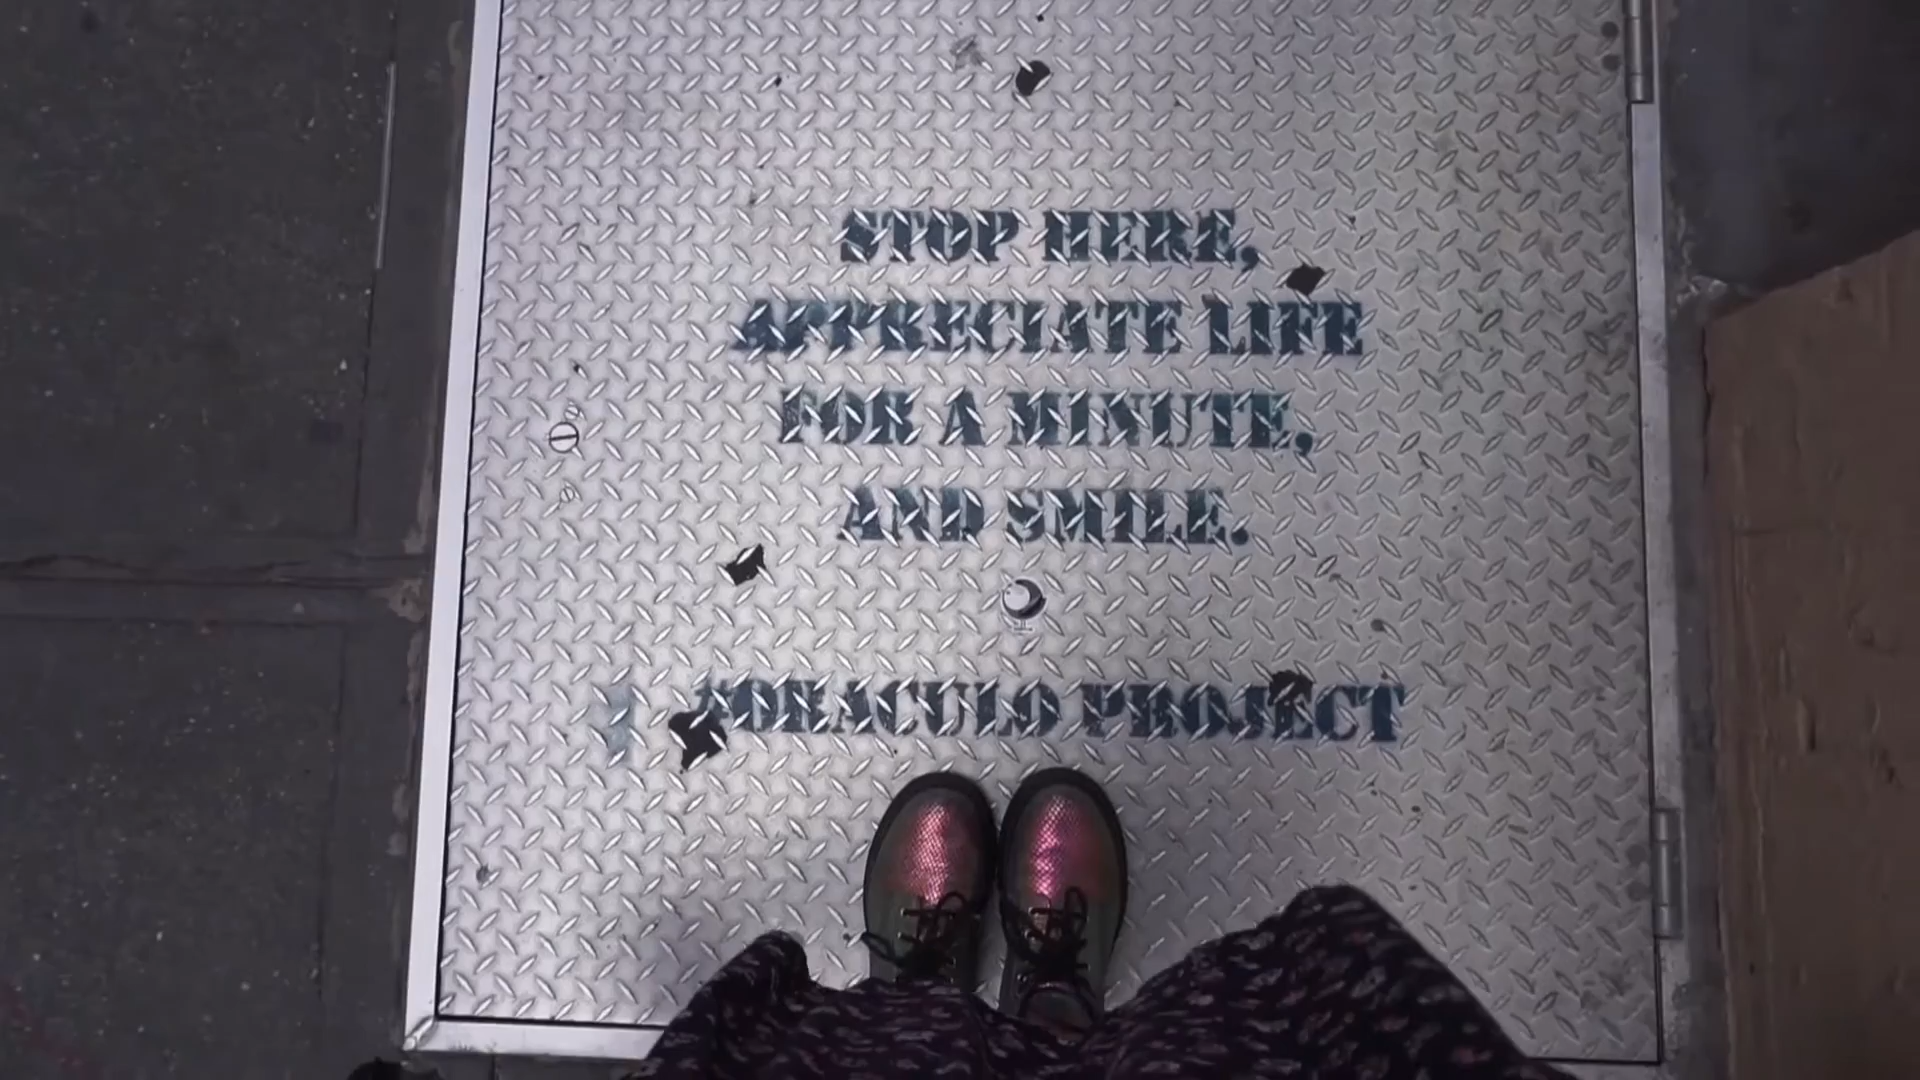 STOP HERE,
APPRECIATE LIFE
FOR A MINUTE,
AND SMILE.
#ORACULO PROJECT